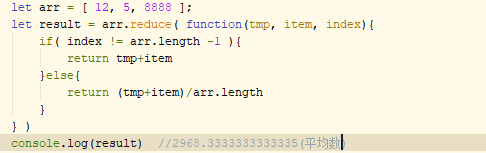 let arr = [ 12, 5, 8888 ];
let result = arr.reduce( function(tmp, item, index){
if( index != arr.length -1 ){
return tmp+item
}else{
return (tmp+item)/arr.length
}
} )
console.log(result) //2968.3333333333335(平均数)